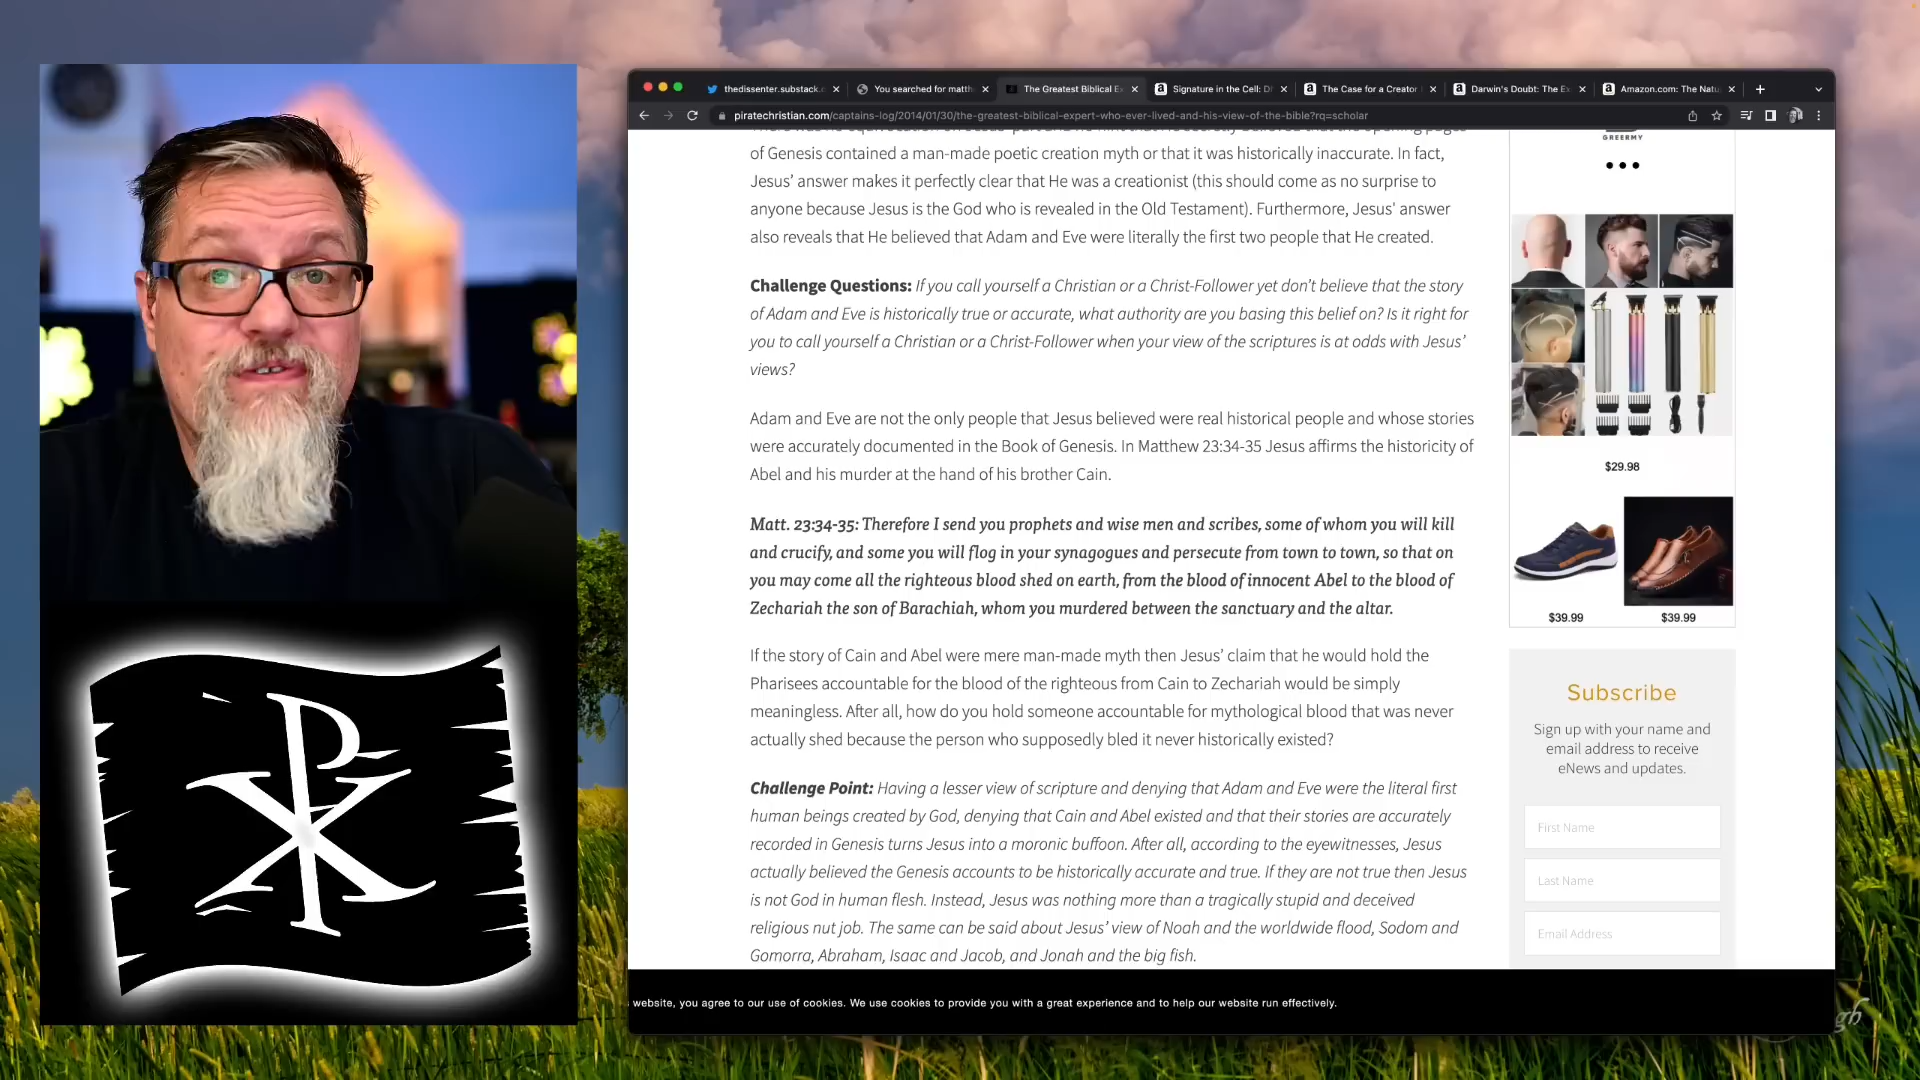 thedissenter.substack.c
You searched for matth
The Greatest Biblical E
Signature in the Cell: D
The Case for a Creator
Darwin's Doubt: The Ex
Amazon.com: The Natu
piratechristian.com/captains-log/2014/01/30/the-greatest-biblical-expert-who-ever-lived-and-his-view-of-the-bible?rq=scholar
of Genesis contained a man-made poetic creation myth or that it was historically inaccurate. In fact,
Jesus’ answer makes it perfectly clear that He was a creationist (this should come as no surprise to
anyone because Jesus is the God who is revealed in the Old Testament). Furthermore, Jesus' answer
also reveals that He believed that Adam and Eve were literally the first two people that He created.
Challenge Questions: If you call yourself a Christian or a Christ-Follower yet don’t believe that the story
of Adam and Eve is historically true or accurate, what authority are you basing this belief on? Is it right for
you to call yourself a Christian or a Christ-Follower when your view of the scriptures is at odds with Jesus’
views?
Adam and Eve are not the only people that Jesus believed were real historical people and whose stories
were accurately documented in the Book of Genesis. In Matthew 23:34-35 Jesus affirms the historicity of
Abel and his murder at the hand of his brother Cain.
Matt. 23:34-35: Therefore I send you prophets and wise men and scribes, some of whom you will kill
and crucify, and some you will flog in your synagogues and persecute from town to town, so that on
you may come all the righteous blood shed on earth, from the blood of innocent Abel to the blood of
Zechariah the son of Barachiah, whom you murdered between the sanctuary and the altar.
If the story of Cain and Abel were mere man-made myth then Jesus’ claim that he would hold the
Pharisees accountable for the blood of the righteous from Cain to Zechariah would be simply
meaningless. After all, how do you hold someone accountable for mythological blood that was never
actually shed because the person who supposedly bled it never historically existed?
Challenge Point: Having a lesser view of scripture and denying that Adam and Eve were the literal first
human beings created by God, denying that Cain and Abel existed and that their stories are accurately
recorded in Genesis turns Jesus into a moronic buffoon. After all, according to the eyewitnesses, Jesus
actually believed the Genesis accounts to be historically accurate and true. If they are not true then Jesus
is not God in human flesh. Instead, Jesus was nothing more than a tragically stupid and deceived
religious nut job. The same can be said about Jesus’ view of Noah and the worldwide flood, Sodom and
Gomorra, Abraham, Isaac and Jacob, and Jonah and the big fish.
GREERMY
$29.98
$39.99
$39.99
Subscribe
Sign up with your name and
email address to receive
eNews and updates.
First Name
Last Name
Email Address
website, you agree to our use of cookies. We use cookies to provide you with a great experience and to help our website run effectively.